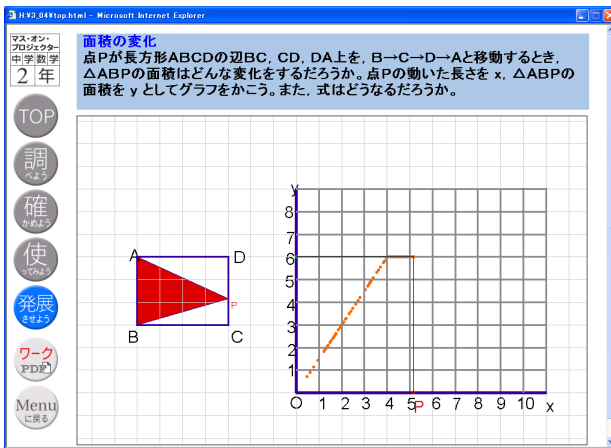 H:¥3_04¥top.html - Microsoft Internet Explorer
マス・オン・
プロジェクター
中学数学
2年
面積の変化
点Pが長方形ABCDの辺BC, CD, DA上を, B→C→D→Aと移動するとき,
△ABPの面積はどんな変化をするだろうか。点Pの動いた長さを x, △ABPの
面積を y としてグラフをかこう。また, 式はどうなるだろうか。
TOP
調
べよう
確
かめよう
使
ってみよう
発展
させよう
ワーク
PDF
Menu
に戻る
A
D
P
B
C
y
8
7
6
5
4
3
2
1
O 1 2 3 4 5 P 6 7 8 9 10 x